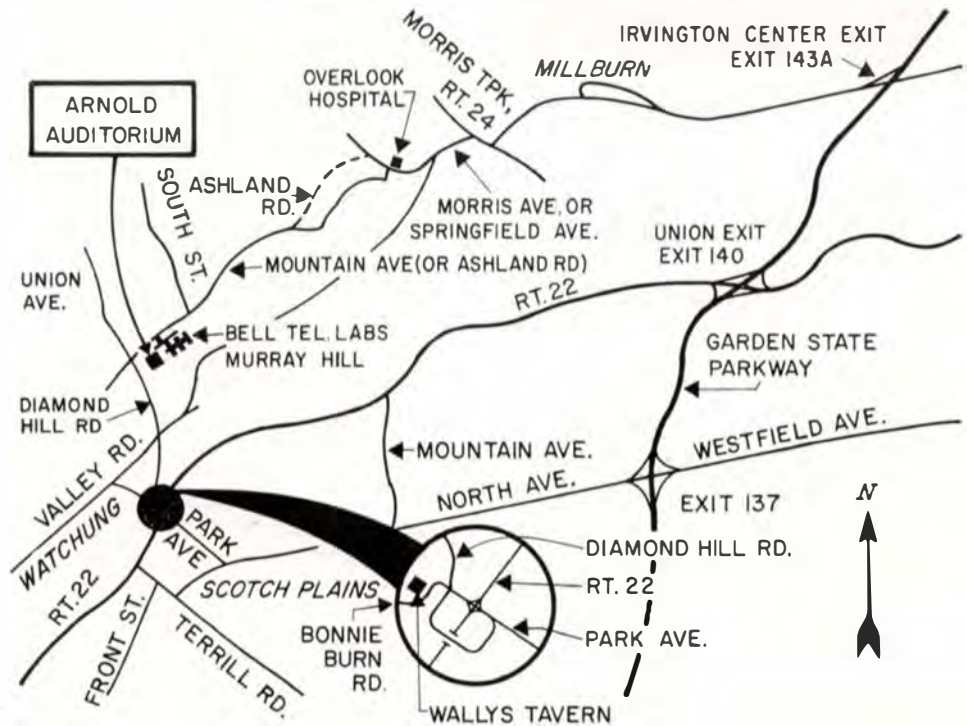 IRVINGTON CENTER EXIT
EXIT 143A
MORRIS TPK,
RT. 24
MILLBURN
OVERLOOK
HOSPITAL
ARNOLD
AUDITORIUM
SOUTH ST.
ASHLAND
RD.
MORRIS AVE, OR
SPRINGFIELD AVE.
UNION EXIT
EXIT 140
UNION
AVE.
MOUNTAIN AVE (OR ASHLAND RD)
RT. 22
BELL TEL. LABS
MURRAY HILL
GARDEN STATE
PARKWAY
DIAMOND
HILL RD
VALLEY RD.
MOUNTAIN AVE.
WESTFIELD AVE.
NORTH AVE.
EXIT 137
N
WATCHUNG
PARK
AVE
DIAMOND HILL RD.
RT. 22
SCOTCH PLAINS
RT. 22
BONNIE
BURN
RD.
PARK AVE.
FRONT ST.
TERRILL RD.
WALLYS TAVERN